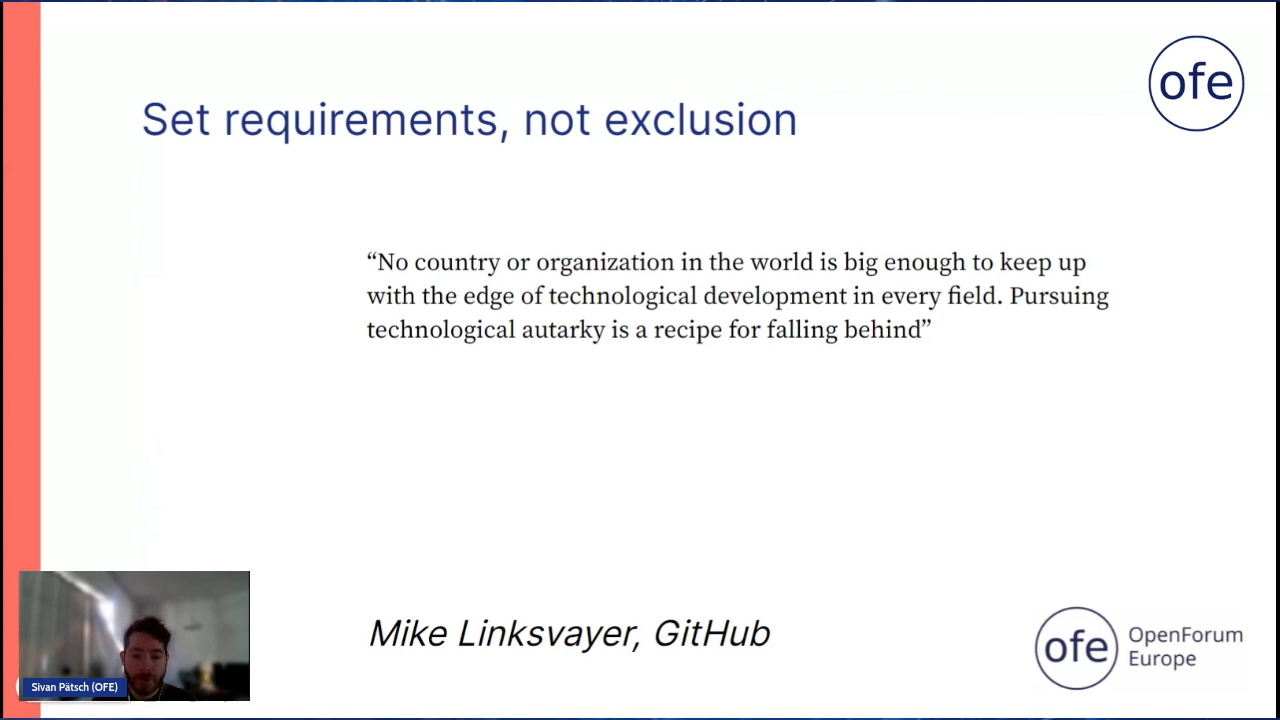 ofe
Set requirements, not exclusion
“No country or organization in the world is big enough to keep up
with the edge of technological development in every field. Pursuing
technological autarky is a recipe for falling behind”
Mike Linksvayer, GitHub
ofe OpenForum
Europe
Sivan Pätsch (OFE)